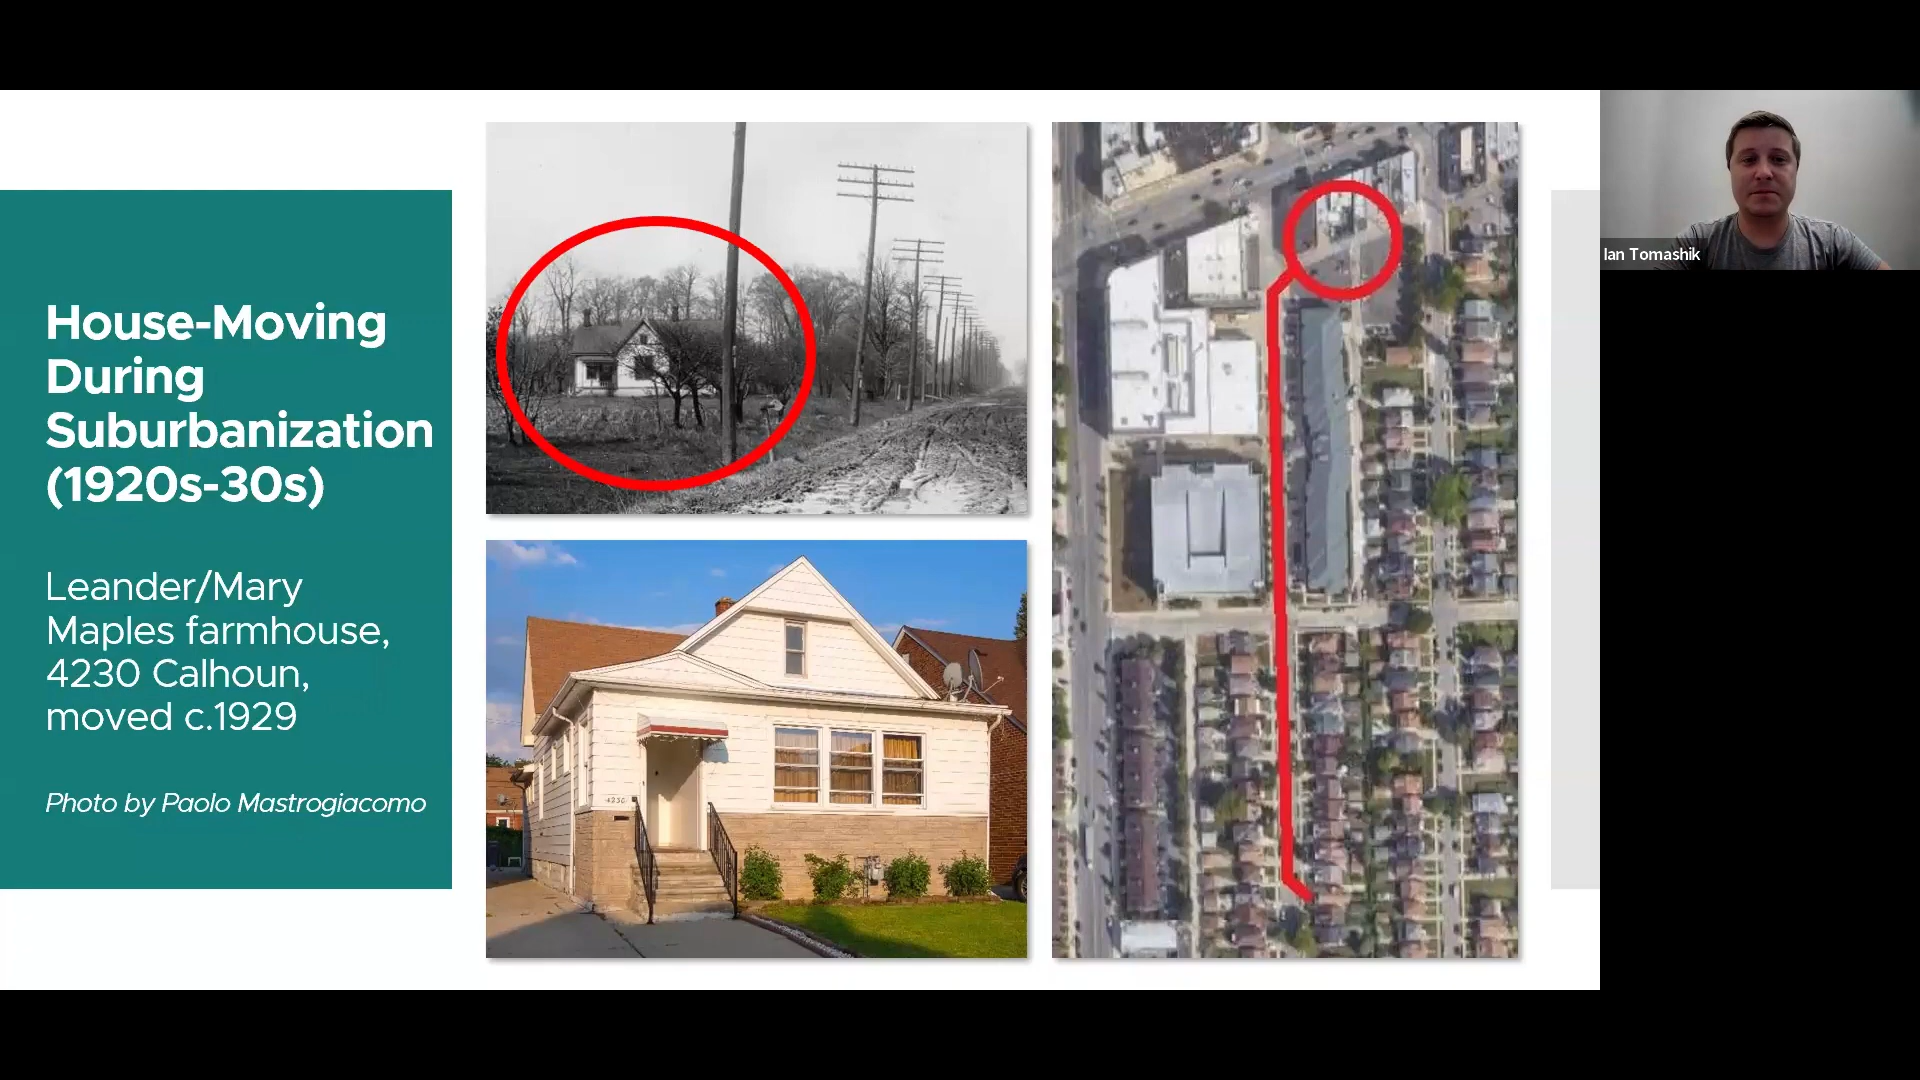 House-Moving
During
Suburbanization
(1920s-30s)
Leander/Mary
Maples farmhouse,
4230 Calhoun,
moved c.1929
Photo by Paolo Mastrogiacomo
4230
Ian Tomashik